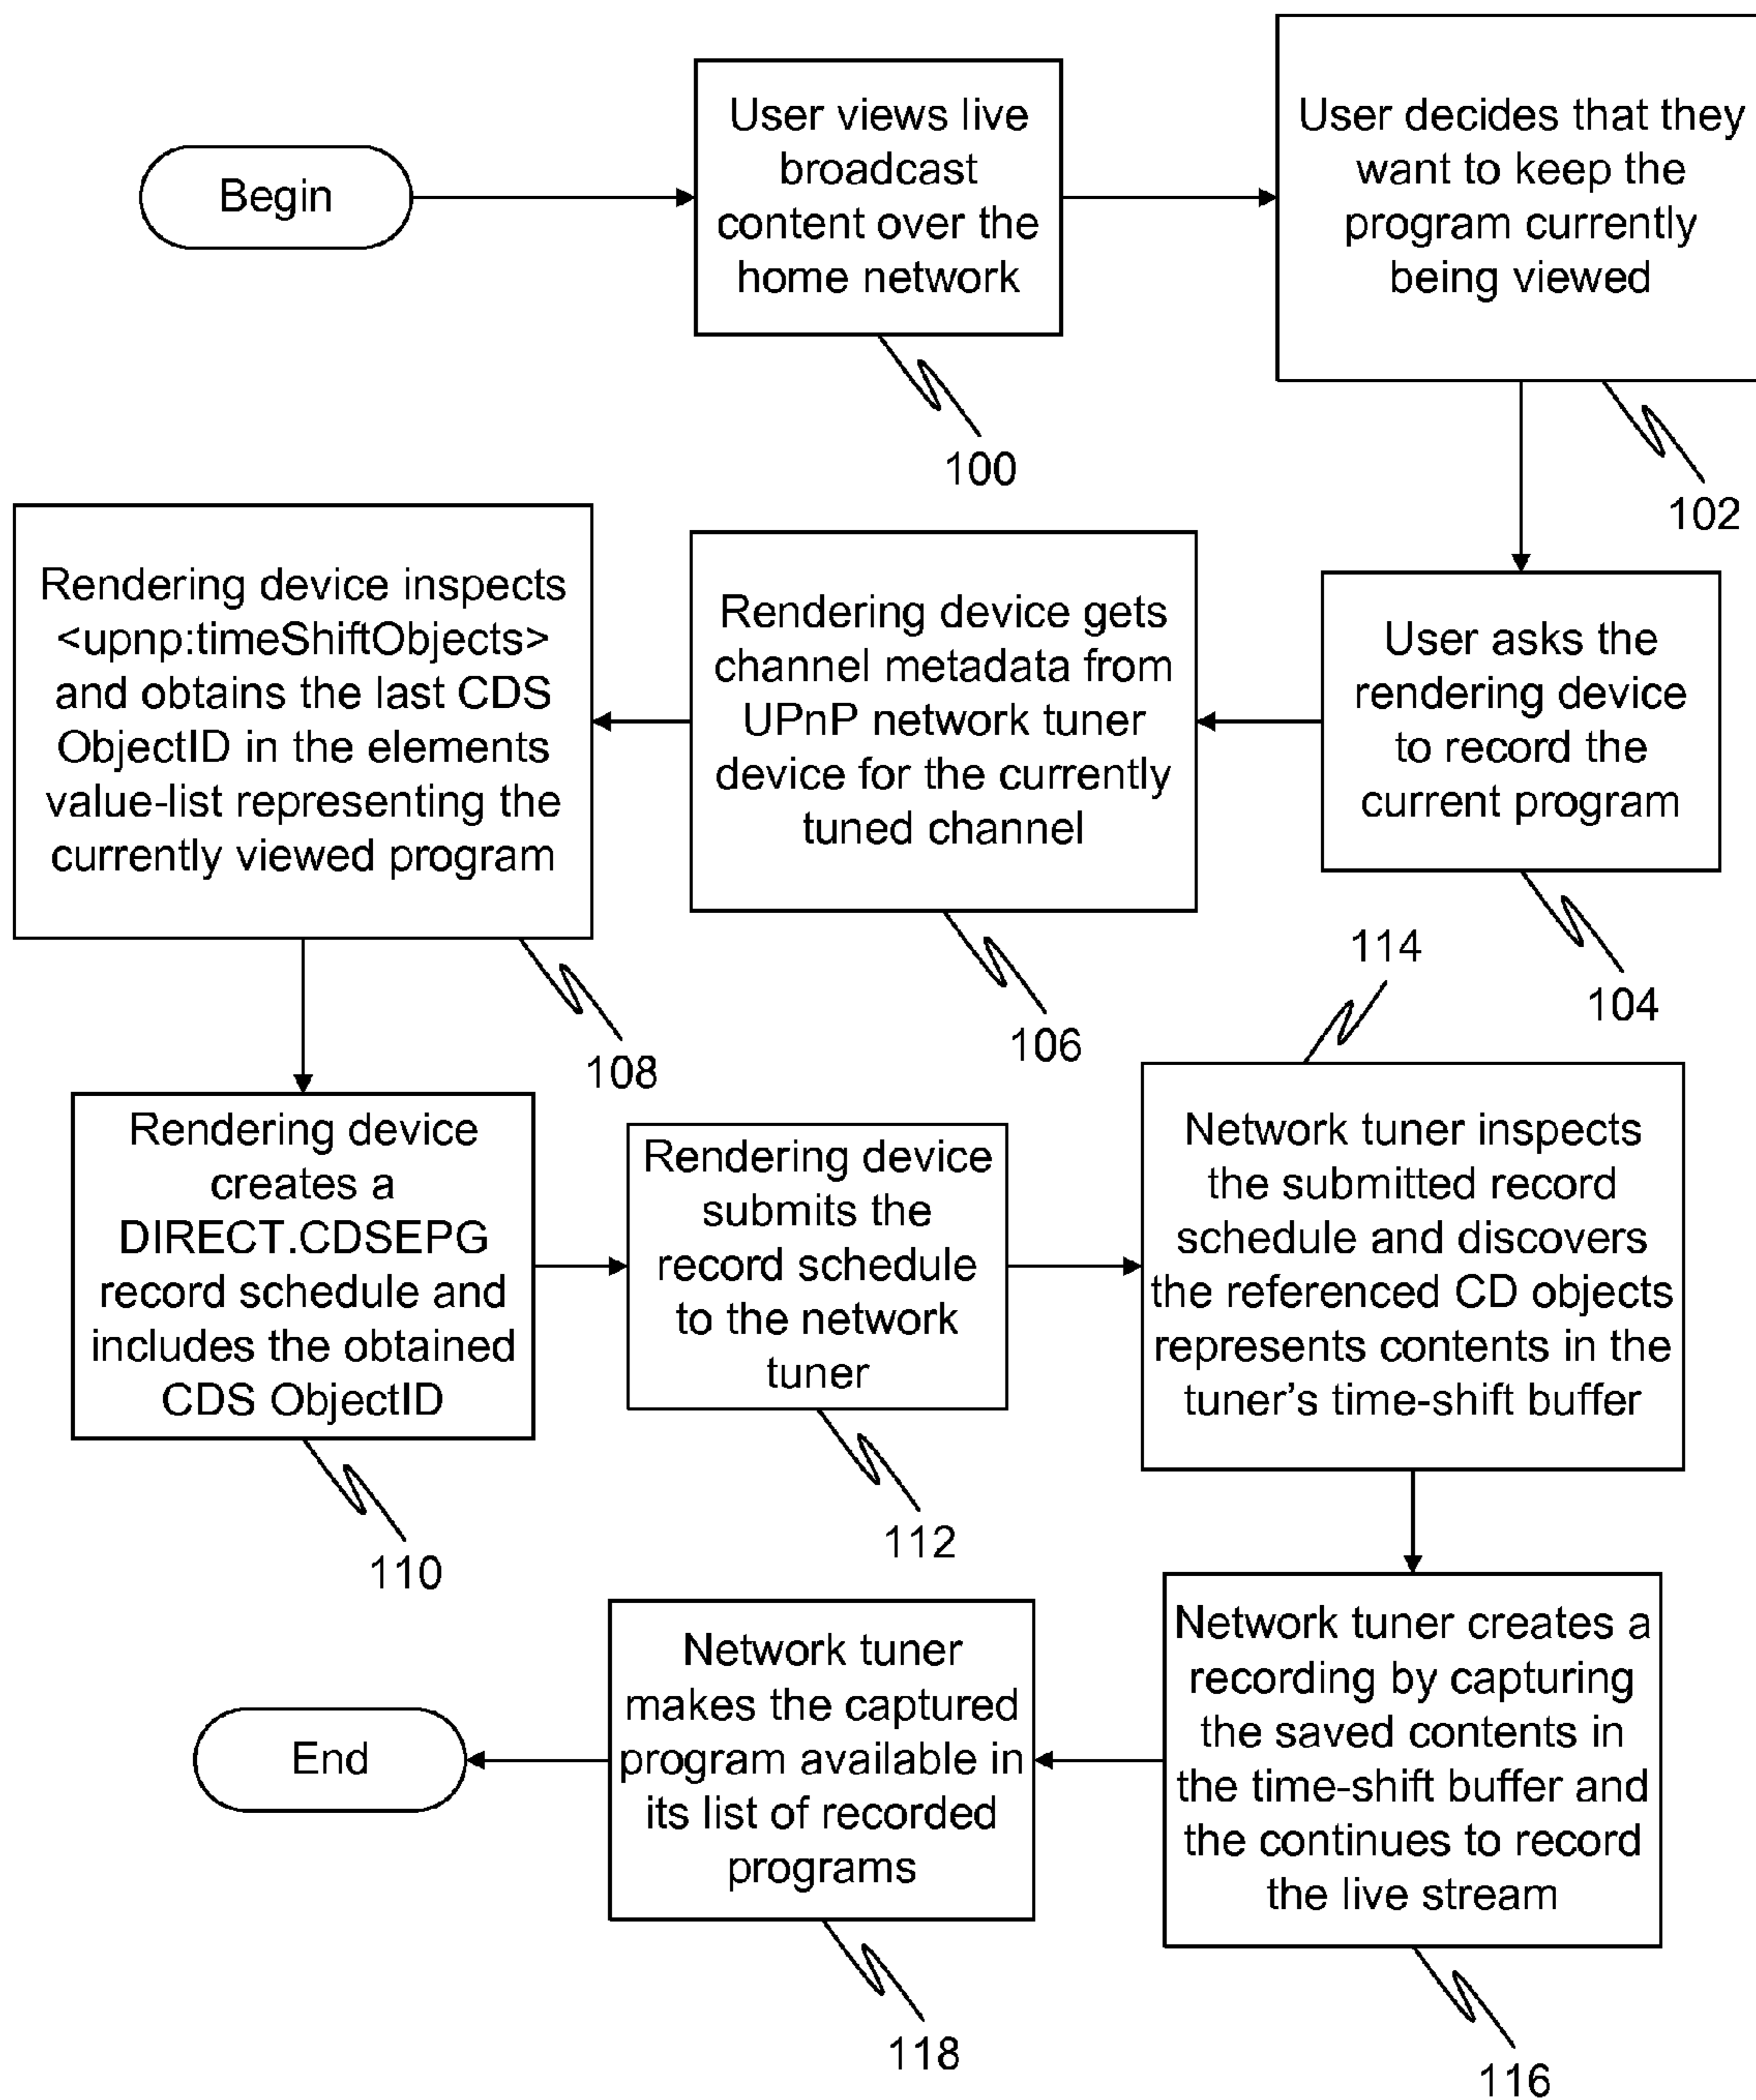 Begin
User views live
broadcast
content over the
home network
100
User decides that they
want to keep the
program currently
being viewed
102
User asks the
rendering device
to record the
current program
104
Rendering device gets
channel metadata from
UPnP network tuner
device for the currently
tuned channel
106
Rendering device inspects
<upnp:timeShiftObjects>
and obtains the last CDS
ObjectID in the elements
value-list representing the
currently viewed program
108
Rendering device
creates a
DIRECT.CDSEPG
record schedule and
includes the obtained
CDS ObjectID
110
Rendering device
submits the
record schedule
to the network
tuner
112
114
Network tuner inspects
the submitted record
schedule and discovers
the referenced CD objects
represents contents in the
tuner's time-shift buffer
Network tuner creates a
recording by capturing
the saved contents in
the time-shift buffer and
the continues to record
the live stream
116
Network tuner
makes the captured
program available in
its list of recorded
programs
118
End